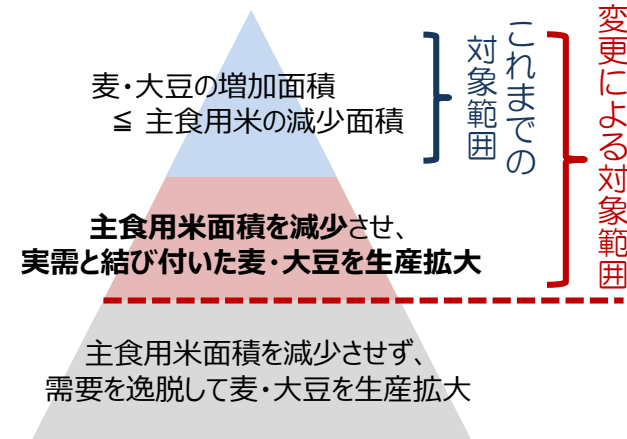 麦・大豆の増加面積
≦ 主食用米の減少面積
これまでの
対象範囲
変更による対象範囲
主食用米面積を減少させ、
実需と結び付いた麦・大豆を生産拡大
主食用米面積を減少させず、
需要を逸脱して麦・大豆を生産拡大